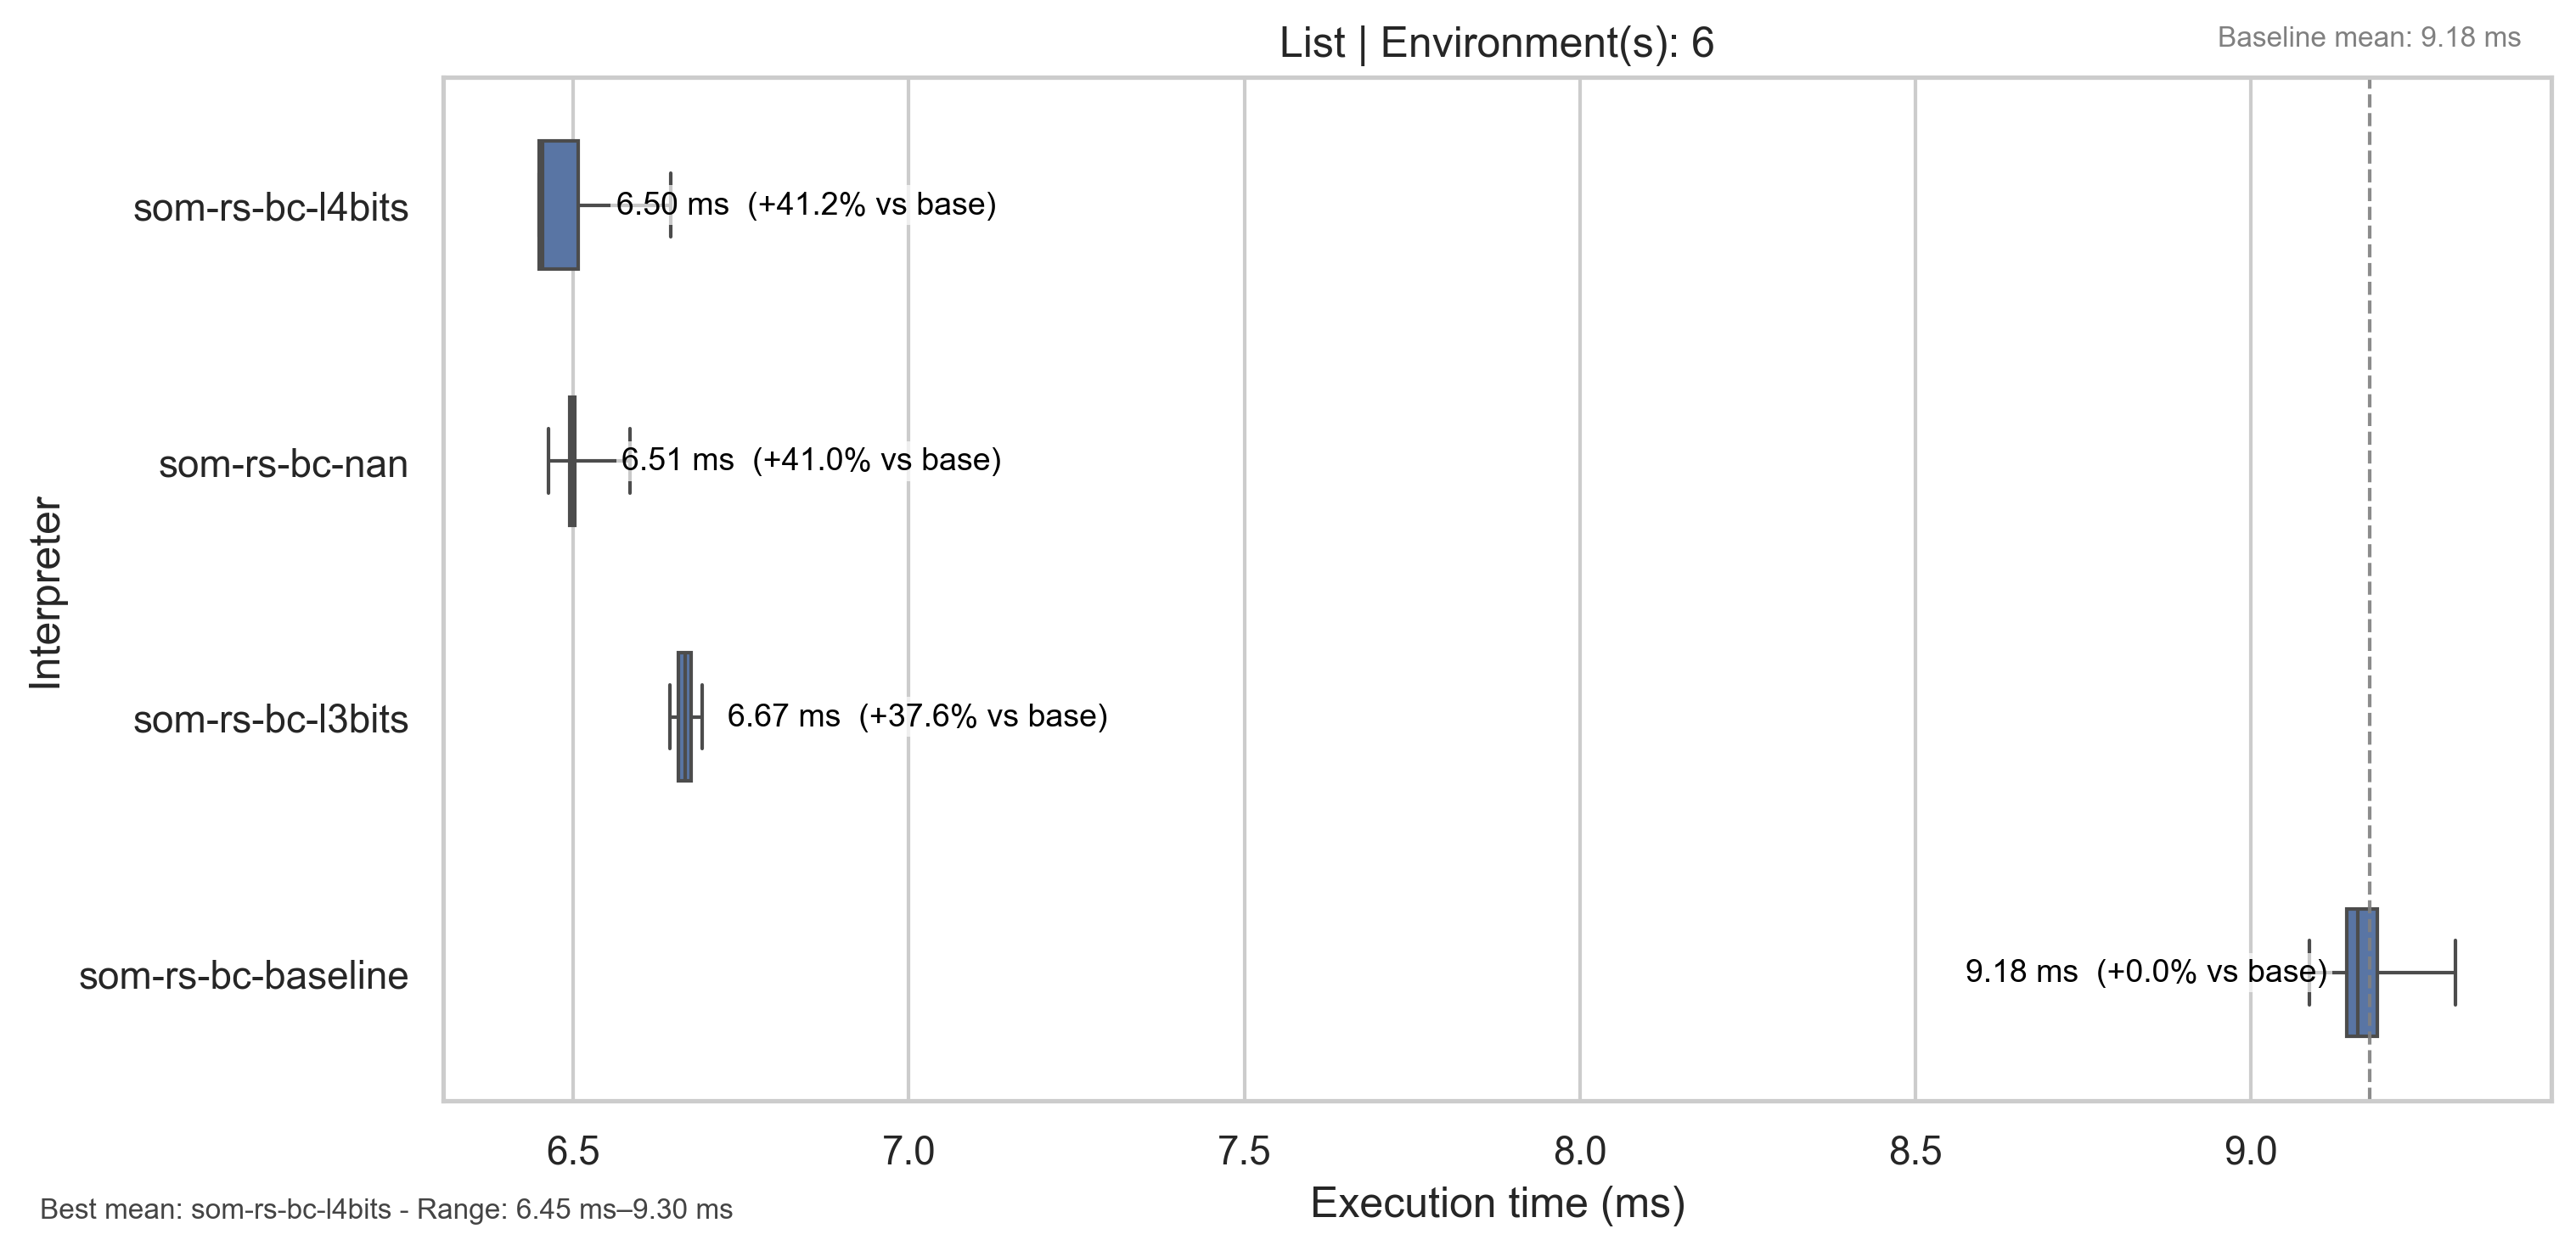 List | Environment(s): 6
Baseline mean: 9.18 ms
Interpreter
som-rs-bc-l4bits
6.50 ms (+41.2% vs base)
som-rs-bc-nan
6.51 ms (+41.0% vs base)
som-rs-bc-l3bits
6.67 ms (+37.6% vs base)
som-rs-bc-baseline
9.18 ms (+0.0% vs base)
6.5 7.0 7.5 8.0 8.5 9.0
Execution time (ms)
Best mean: som-rs-bc-l4bits - Range: 6.45 ms–9.30 ms